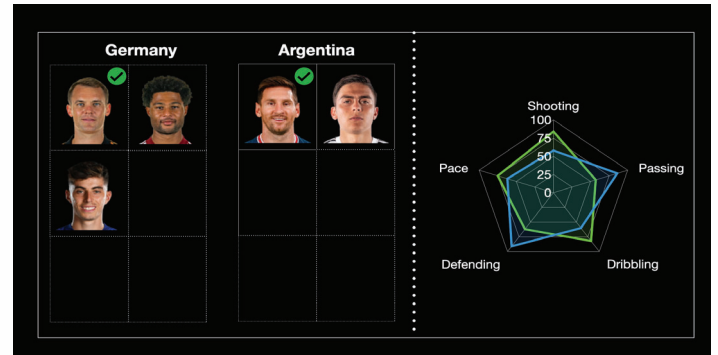 Germany
Argentina
Shooting
100
75
50
25
0
Pace
Passing
Defending
Dribbling